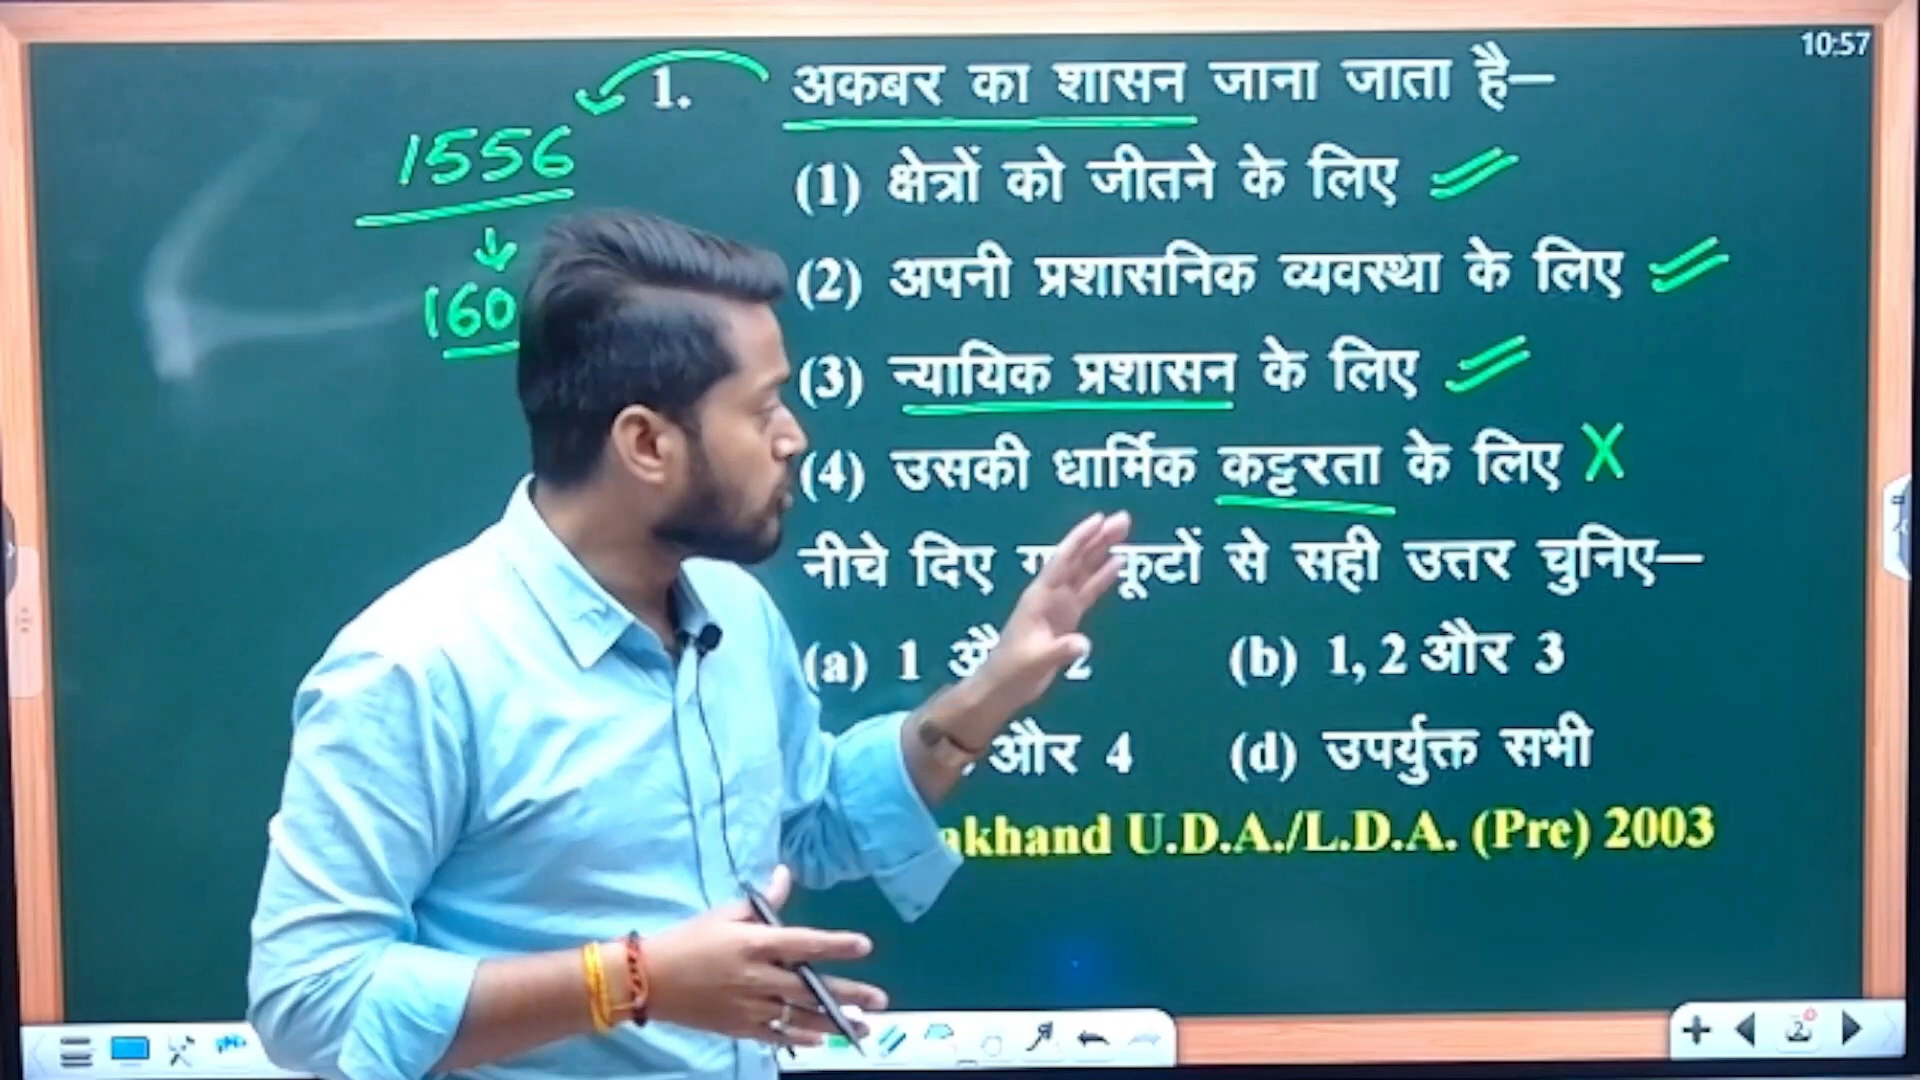 10:57
1. अकबर का शासन जाना जाता है–
1556
160
(1) क्षेत्रों को जीतने के लिए
(2) अपनी प्रशासनिक व्यवस्था के लिए
(3) न्यायिक प्रशासन के लिए
(4) उसकी धार्मिक कट्टरता के लिए X
नीचे दिए कूटों से सही उत्तर चुनिए–
(a) 1 2 (b) 1, 2 और 3
और 4 (d) उपर्युक्त सभी
akhand U.D.A./L.D.A. (Pre) 2003
2